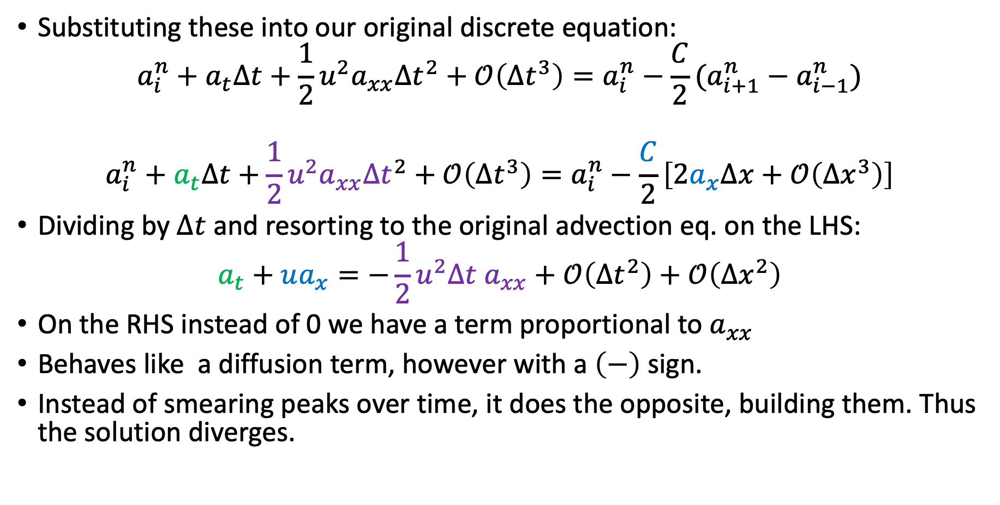 • Substituting these into our original discrete equation:
$a_i^n + a_t\Delta t + \frac{1}{2}u^2 a_{xx}\Delta t^2 + \mathcal{O}(\Delta t^3) = a_i^n - \frac{C}{2}(a_{i+1}^n - a_{i-1}^n)$
$a_i^n + a_t\Delta t + \frac{1}{2}u^2 a_{xx}\Delta t^2 + \mathcal{O}(\Delta t^3) = a_i^n - \frac{C}{2}[2a_x\Delta x + \mathcal{O}(\Delta x^3)]$
• Dividing by $\Delta t$ and resorting to the original advection eq. on the LHS:
$a_t + ua_x = -\frac{1}{2}u^2\Delta t\, a_{xx} + \mathcal{O}(\Delta t^2) + \mathcal{O}(\Delta x^2)$
• On the RHS instead of 0 we have a term proportional to $a_{xx}$
• Behaves like a diffusion term, however with a (−) sign.
• Instead of smearing peaks over time, it does the opposite, building them. Thus
the solution diverges.